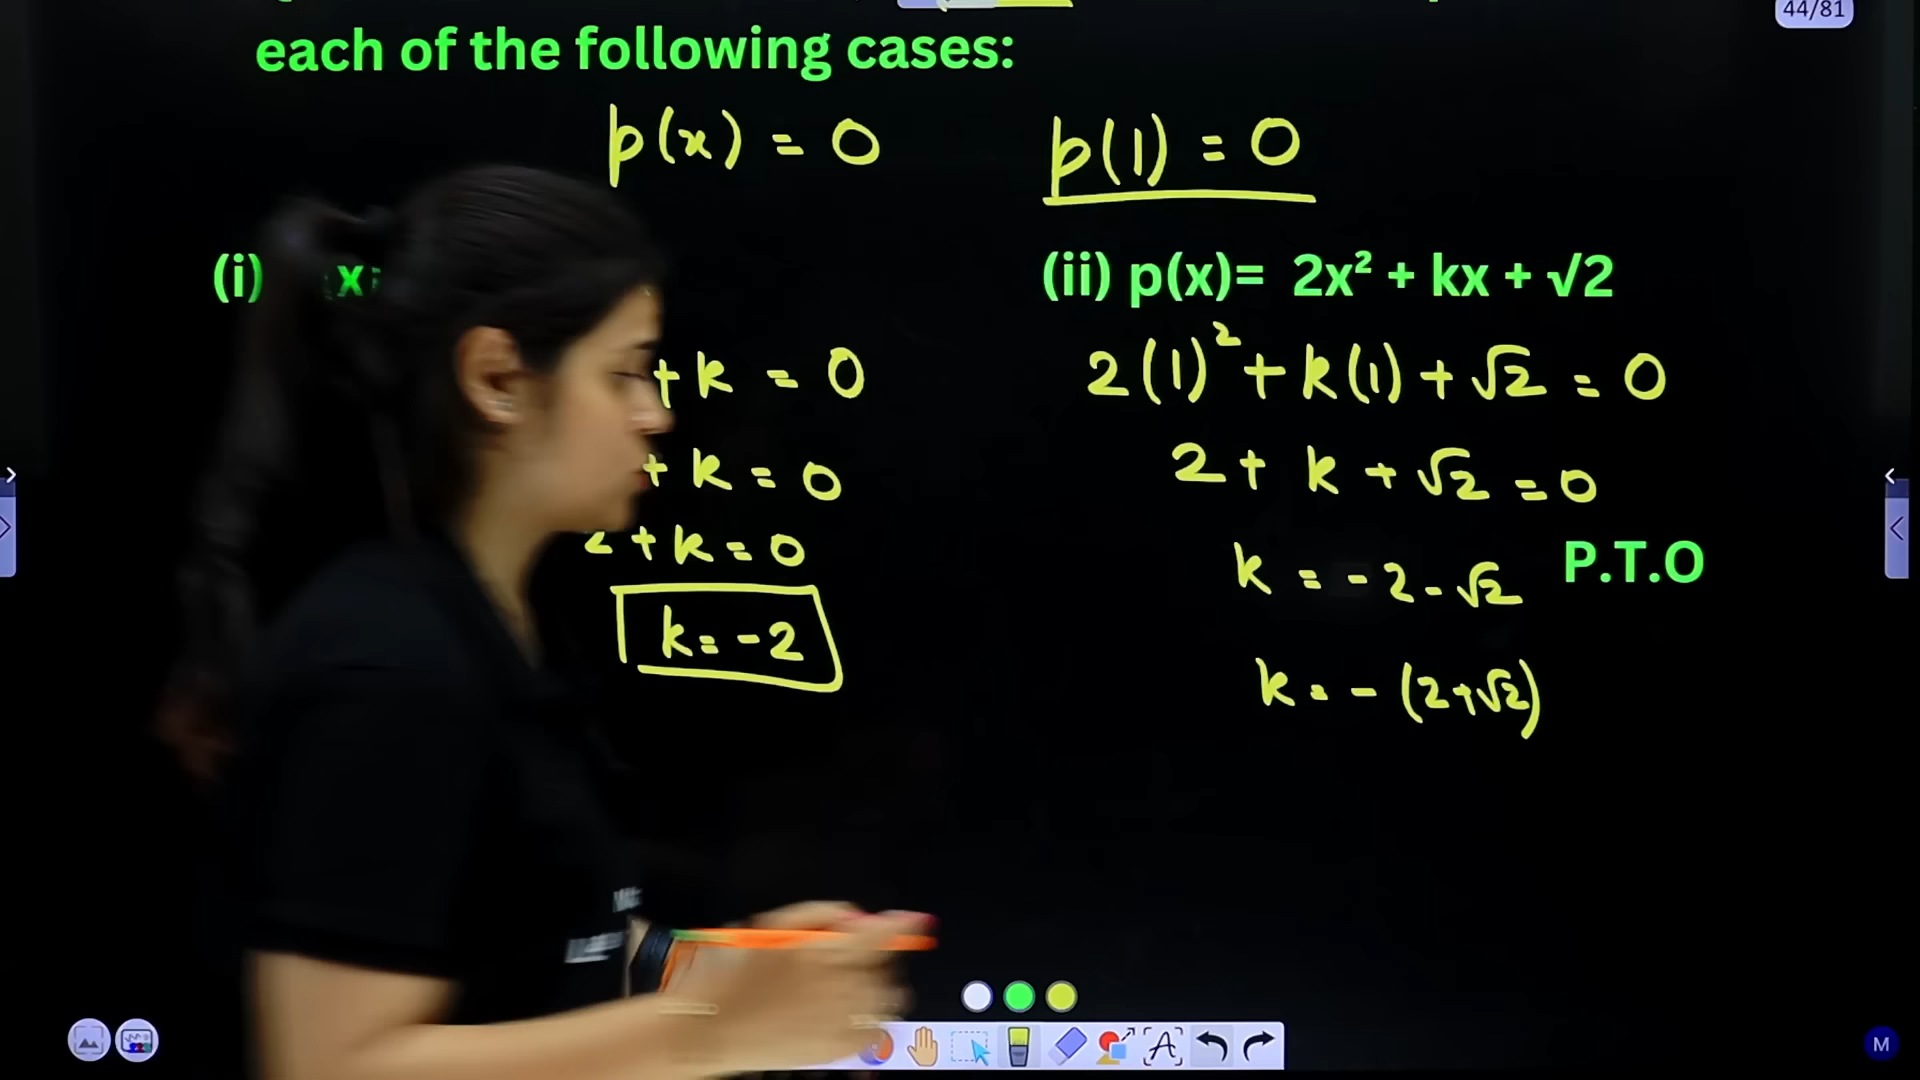 44/81
each of the following cases:
p(x) = 0
p(1) = 0
(i) x
+ k = 0
+ k = 0
2 + k = 0
k = -2
(ii) p(x)= 2x² + kx + √2
2(1)² + k(1) + √2 = 0
2 + k + √2 = 0
k = -2 - √2
P.T.O
k = - (2+√2)
M